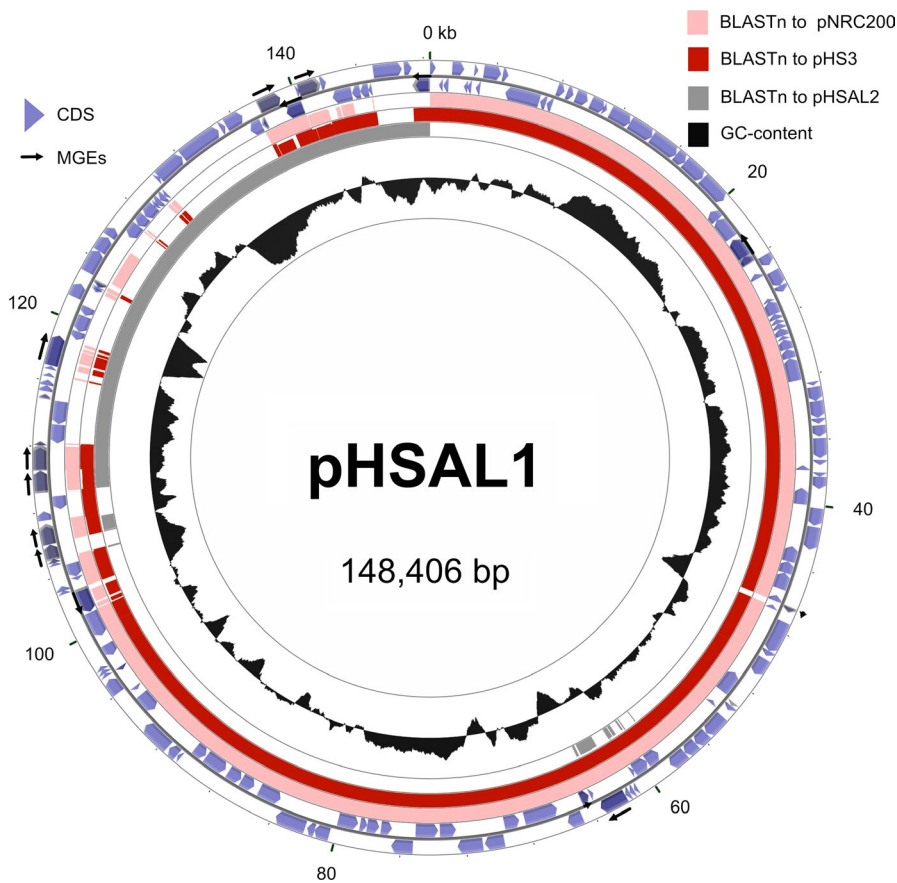 0 kb
BLASTn to pNRC200
BLASTn to pHS3
BLASTn to pHSAL2
GC-content
140
CDS
MGEs
20
120
pHSAL1
148,406 bp
40
100
60
80